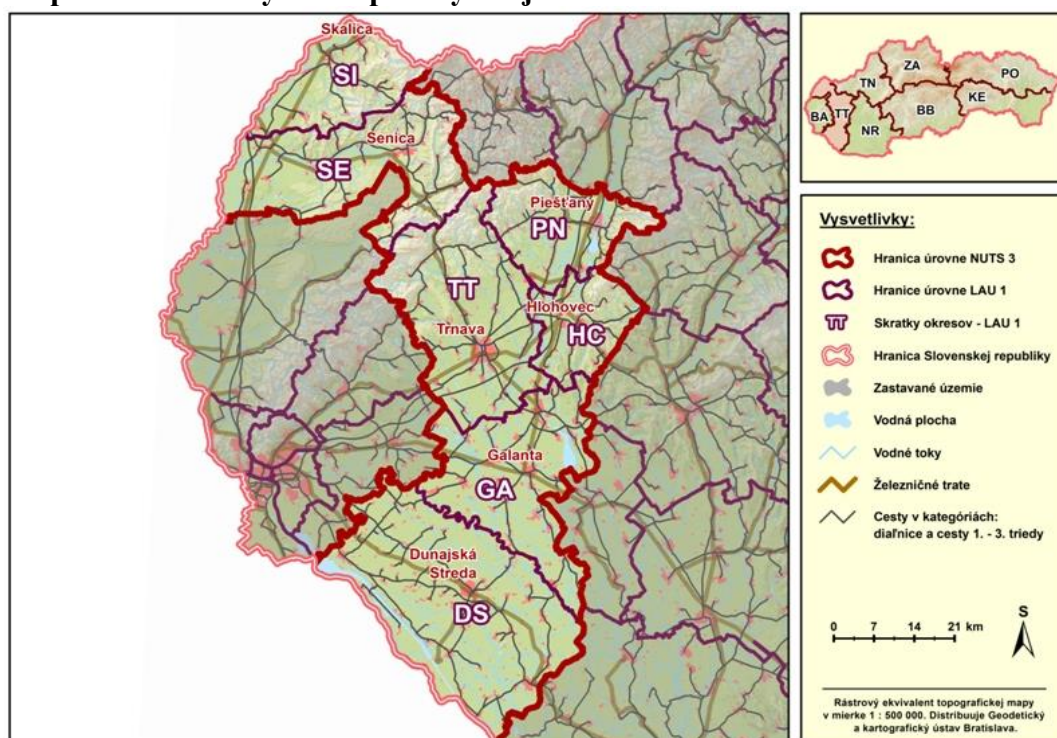 Skalica
SI
Senica
SE
Piešťany
PN
TT
Hlohovec
Trnava
HC
Galanta
GA
Dunajská
Streda
DS
ZA
PO
TN
KE
BA
TT
BB
NR
Vysvetlivky:
Hranica úrovne NUTS 3
Hranice úrovne LAU 1
TT Skratky okresov - LAU 1
Hranica Slovenskej republiky
Zastavané územie
Vodná plocha
Vodné toky
Železničné trate
Cesty v kategóriách:
diaľnice a cesty 1. - 3. triedy
S
0 7 14 21 km
Rástrový ekvivalent topografickej mapy
v mierke 1 : 500 000. Distribuuje Geodetický
a kartografický ústav Bratislava.